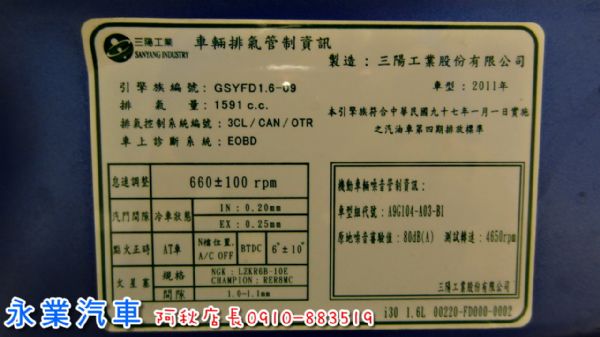 三陽工業
SANYANG INDUSTRY
車輛排氣管制資訊
製造：三陽工業股份有限公司
引擎族編號：GSYFD1.6-09
車型：2011年
排氣量：1591 c.c.
排氣控制系統編號：3CL/CAN/OTR
車上診斷系統：EOBD
本引擎族符合中華民國九十七年一月一日實施
之汽油車第四期排放標準
怠速調整 660±100 rpm
汽門間隙 冷車狀態 IN：0.20mm
EX：0.25mm
點火正時 AT車 N檔位置, A/C OFF BTDC 6°±10°
火星塞 規格 NGK：LZKR6B-10E
CHAMPION：RER8MC
間隙 1.0~1.1mm
機動車輛噪音管制資訊：
車型組代號：A9G104-A03-B1
原地噪音審驗值：80dB(A) 測試轉速：4650rpm
三陽工業股份有限公司
i30 1.6L 00220-FD000-0002
永業汽車 阿秋店長0910-883519